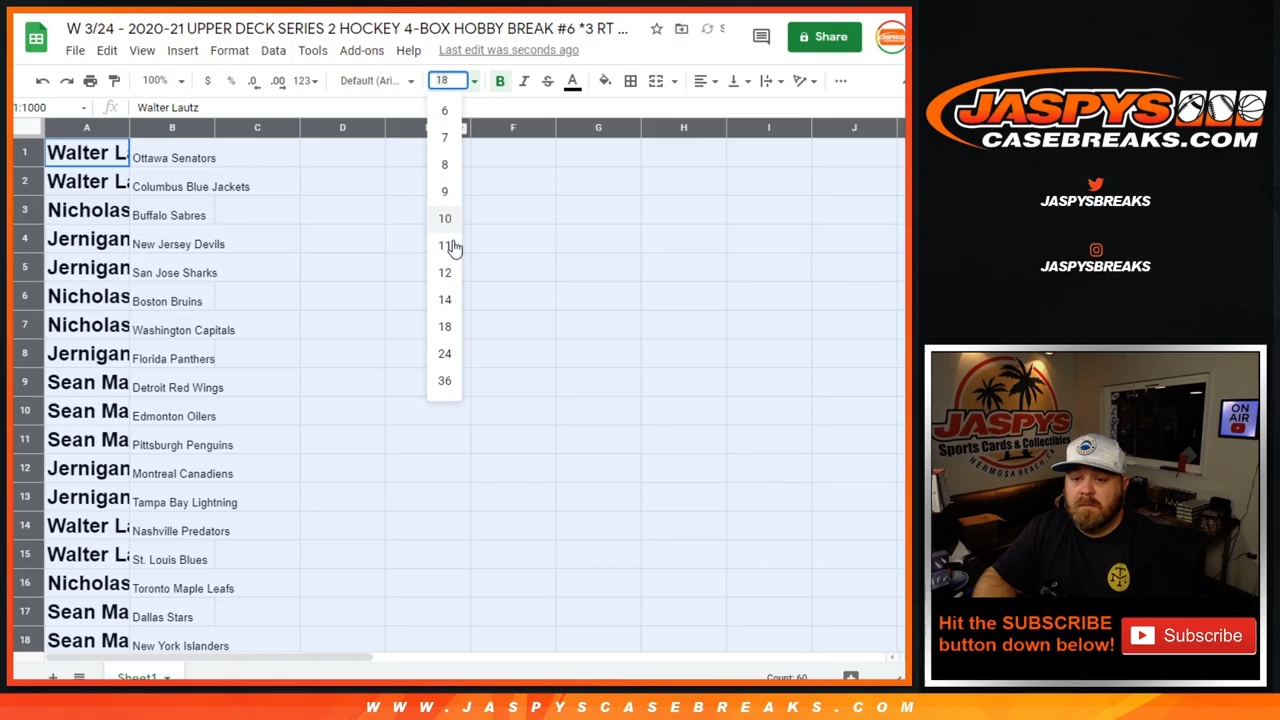 W 3/24 - 2020-21 UPPER DECK SERIES 2 HOCKEY 4-BOX HOBBY BREAK #6 *3 RT ...
File Edit View Insert Format Data Tools Add-ons Help Last edit was seconds ago
Share
100% $ % .0 .00 123 Default (Ari... 18 B I S A
1:1000 fx Walter Lautz
A B C D F G H I J
1 Walter La Ottawa Senators
2 Walter La Columbus Blue Jackets
3 Nicholas Buffalo Sabres
4 Jernigan New Jersey Devils
5 Jernigan San Jose Sharks
6 Nicholas Boston Bruins
7 Nicholas Washington Capitals
8 Jernigan Florida Panthers
9 Sean Ma Detroit Red Wings
10 Sean Ma Edmonton Oilers
11 Sean Ma Pittsburgh Penguins
12 Jernigan Montreal Canadiens
13 Jernigan Tampa Bay Lightning
14 Walter La Nashville Predators
15 Walter La St. Louis Blues
16 Nicholas Toronto Maple Leafs
17 Sean Ma Dallas Stars
18 Sean Ma New York Islanders
6
7
8
9
10
11
12
14
18
24
36
Sheet1
Count: 60
JASPYS
CASEBREAKS.COM
JASPYSBREAKS
JASPYSBREAKS
JASPYS
Sports Cards & Collectibles
HERMOSA BEACH, CA
ON
AIR
Hit the SUBSCRIBE
button down below!
Subscribe
WWW.JASPYSCASEBREAKS.COM